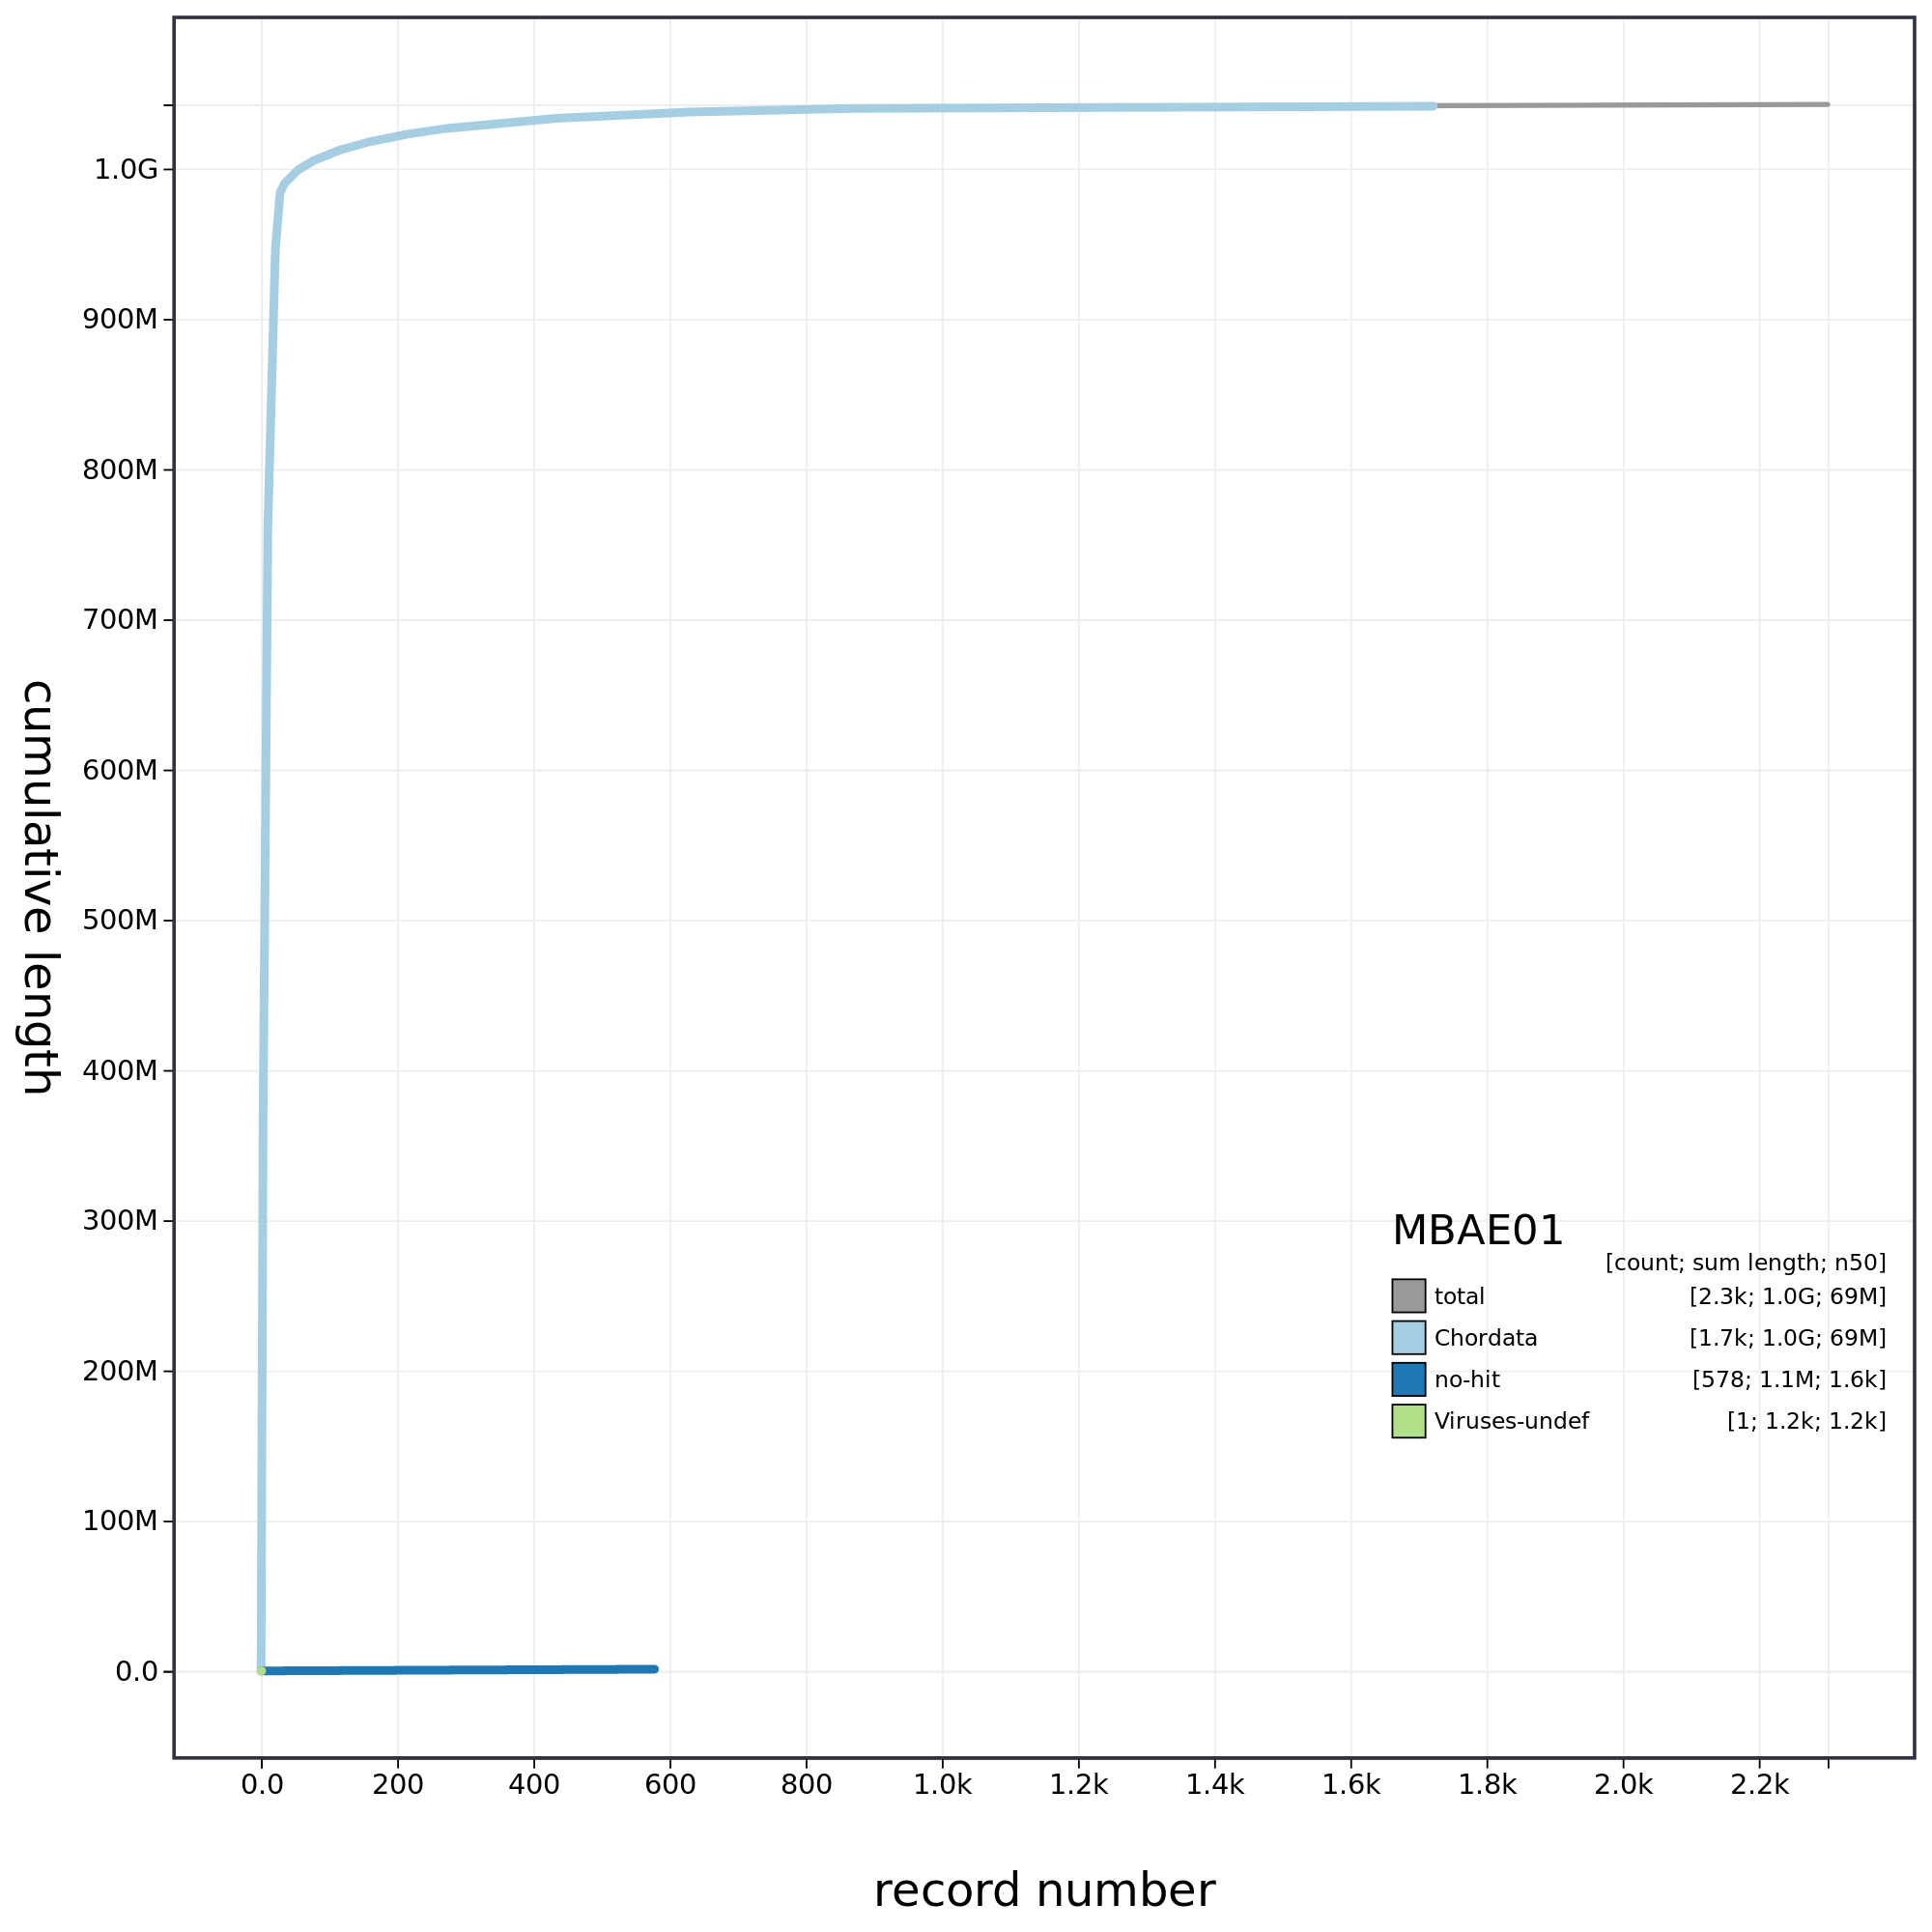 cumulative length
1.0G
900M
800M
700M
600M
500M
400M
300M
200M
100M
0.0
MBAE01
[count; sum length; n50]
total [2.3k; 1.0G; 69M]
Chordata [1.7k; 1.0G; 69M]
no-hit [578; 1.1M; 1.6k]
Viruses-undef [1; 1.2k; 1.2k]
0.0 200 400 600 800 1.0k 1.2k 1.4k 1.6k 1.8k 2.0k 2.2k
record number